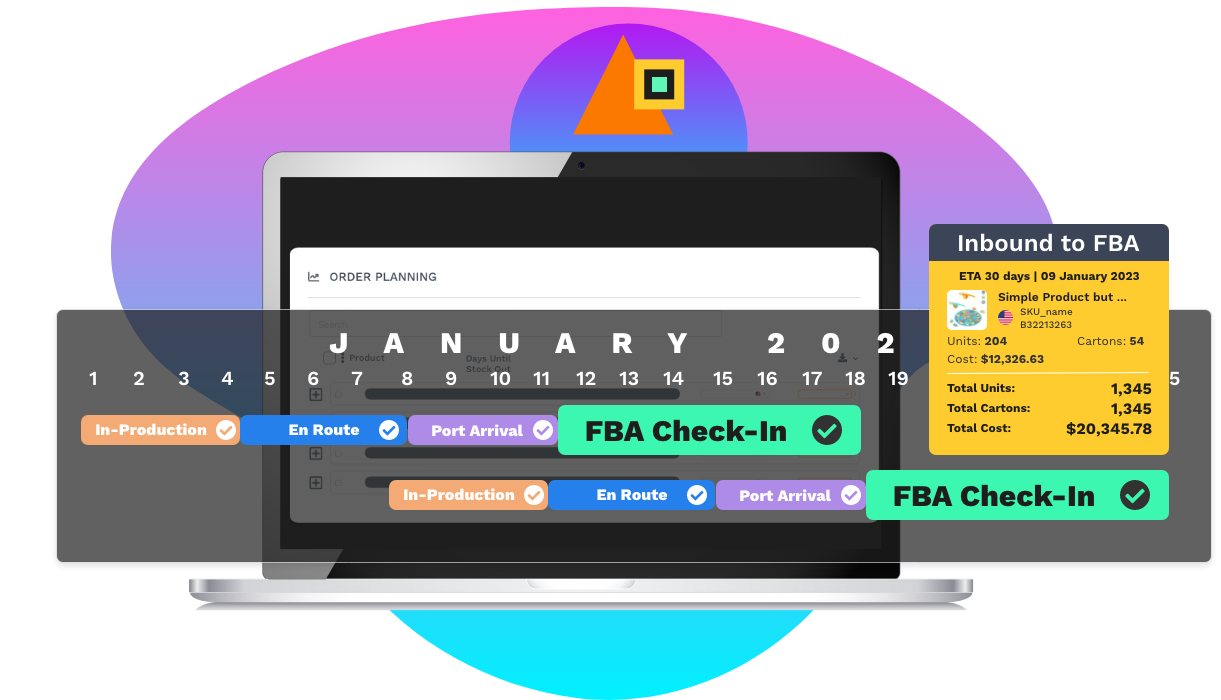 ORDER PLANNING
Search
Inbound to FBA
ETA 30 days | 09 January 2023
Simple Product but ...
SKU_name
B32213263
Units: 204 Cartons: 54
Cost: $12,326.63
Total Units: 1,345
Total Cartons: 1,345
Total Cost: $20,345.78
JANUARY 202
Product
Days Until
Stock Out
1 2 3 4 5 6 7 8 9 10 11 12 13 14 15 16 17 18 19 5
In-Production En Route Port Arrival FBA Check-In
In-Production En Route Port Arrival FBA Check-In